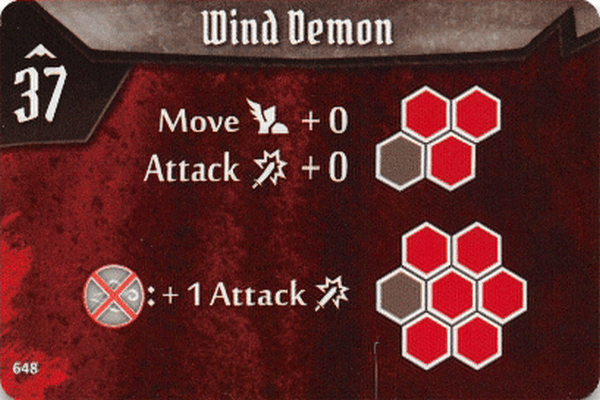 Wind Demon
37
Move + 0
Attack + 0
: + 1 Attack
648